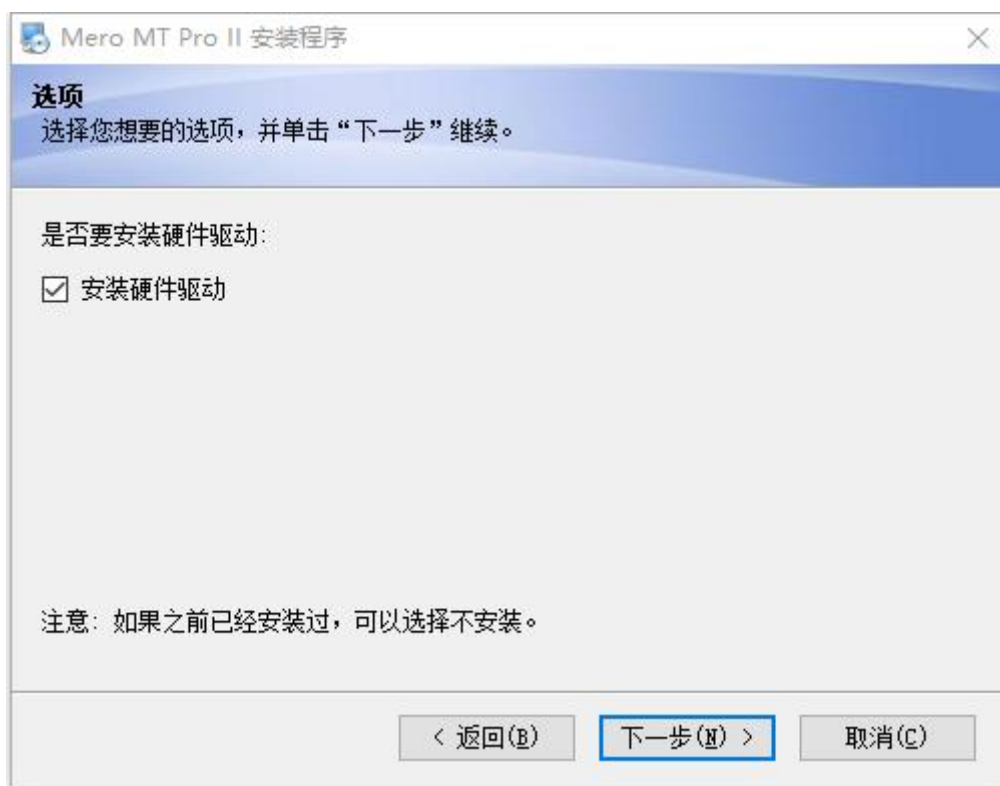 Mero MT Pro II 安装程序
选项
选择您想要的选项，并单击“下一步”继续。
是否要安装硬件驱动:
安装硬件驱动
注意: 如果之前已经安装过，可以选择不安装。
< 返回(B)
下一步(N) >
取消(C)